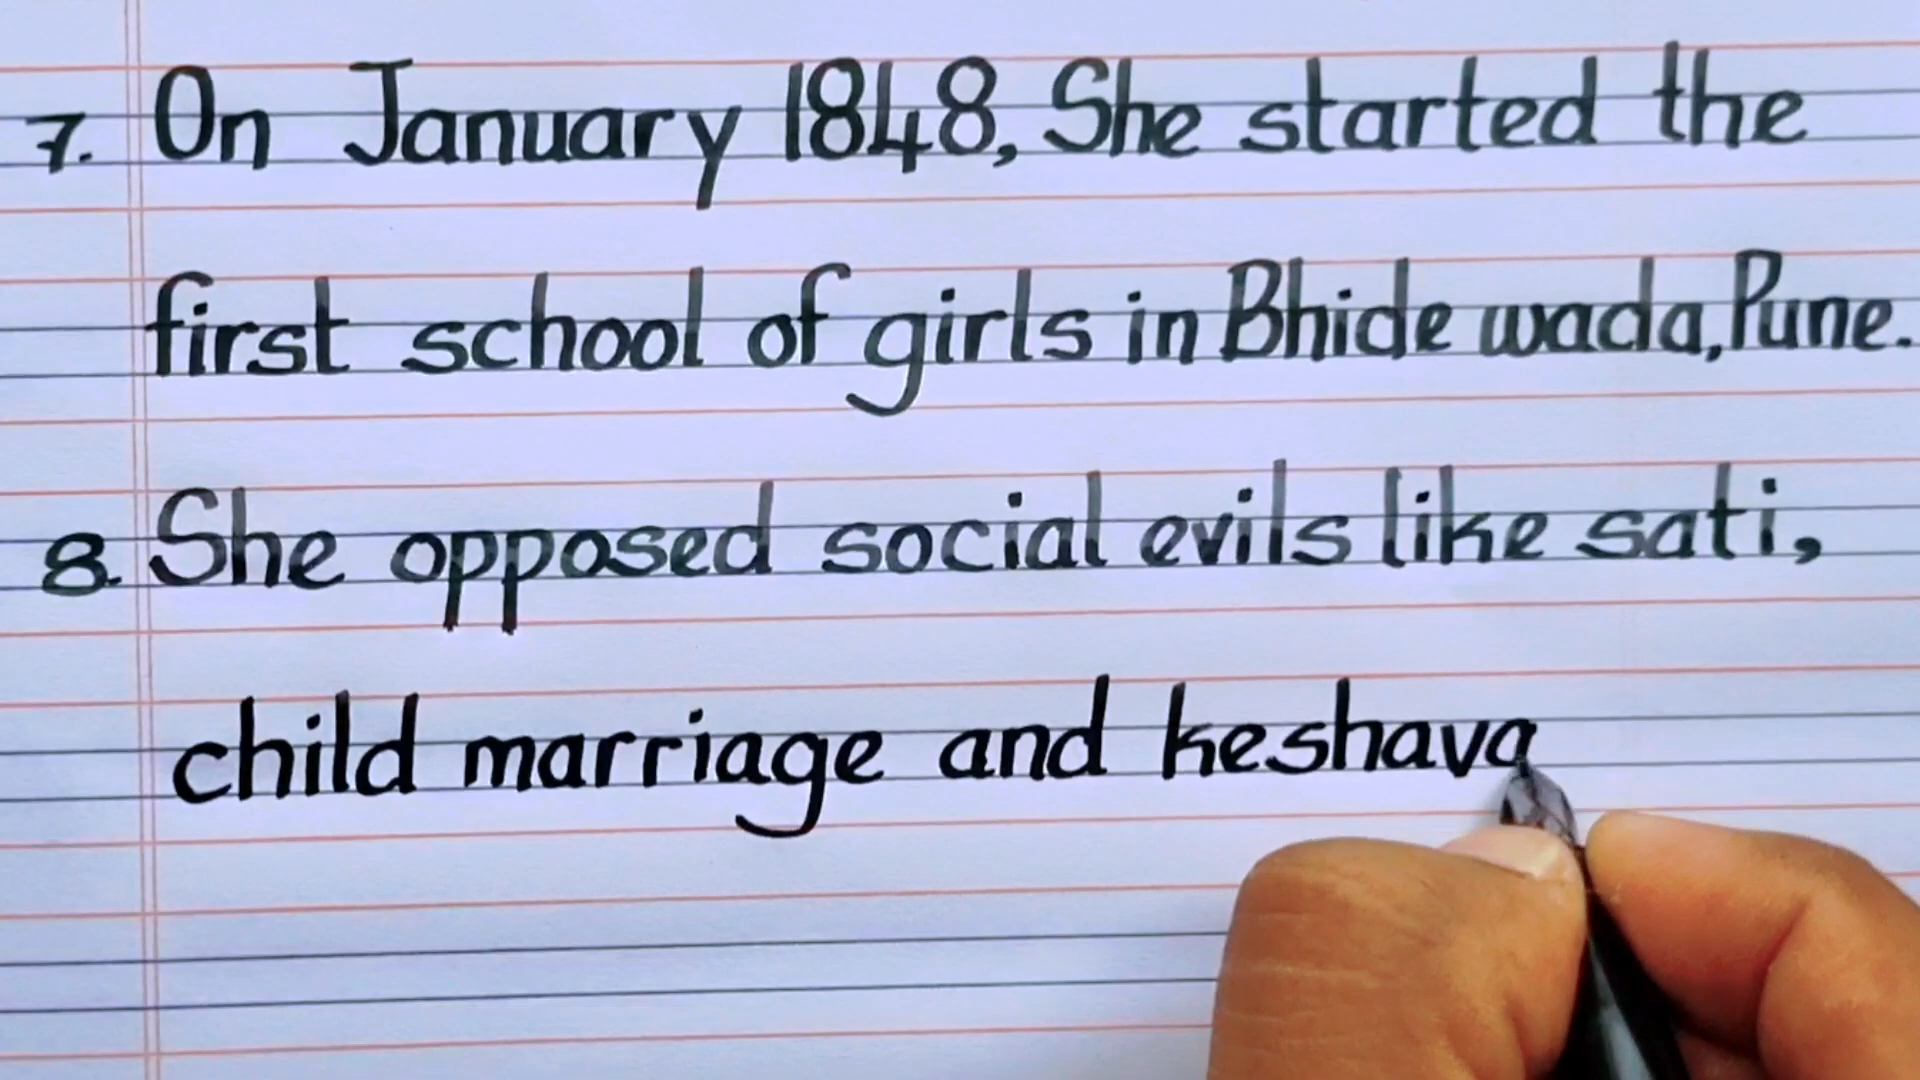 7. On January 1848, She started the
first school of girls in Bhide wada, Pune.
8. She opposed social evils like sati,
child marriage and keshava